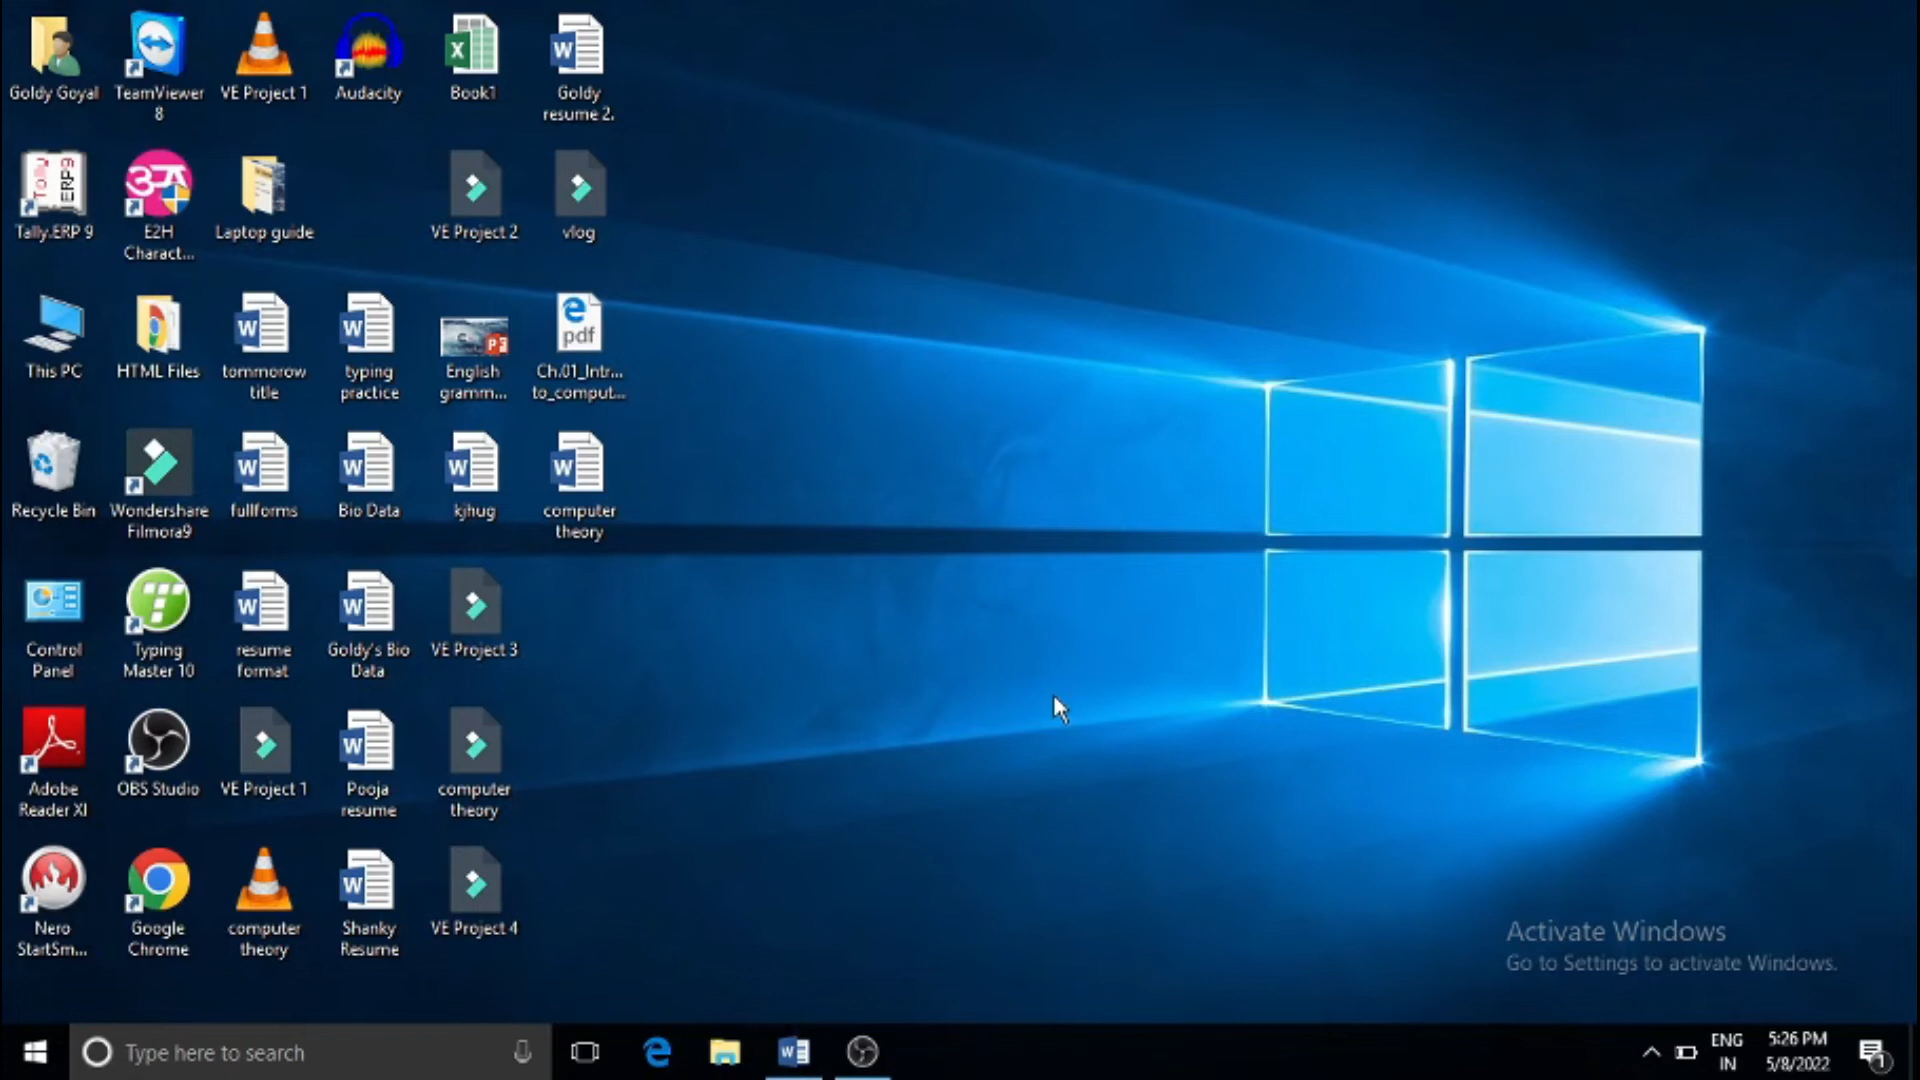 Goldy Goyal
TeamViewer
8
VE Project 1
Audacity
Book1
Goldy
resume 2.
Tally.ERP 9
E2H
Charact...
Laptop guide
VE Project 2
vlog
This PC
HTML Files
tommorow
title
typing
practice
English
gramm...
pdf
Ch.01_Intr...
to_comput...
Recycle Bin
Wondershare
Filmora9
fullforms
Bio Data
kjhug
computer
theory
Control
Panel
Typing
Master 10
resume
format
Goldy's Bio
Data
VE Project 3
Adobe
Reader XI
OBS Studio
VE Project 1
Pooja
resume
computer
theory
Nero
StartSm...
Google
Chrome
computer
theory
Shanky
Resume
VE Project 4
Activate Windows
Go to Settings to activate Windows.
Type here to search
ENG
IN
5:26 PM
5/8/2022
1